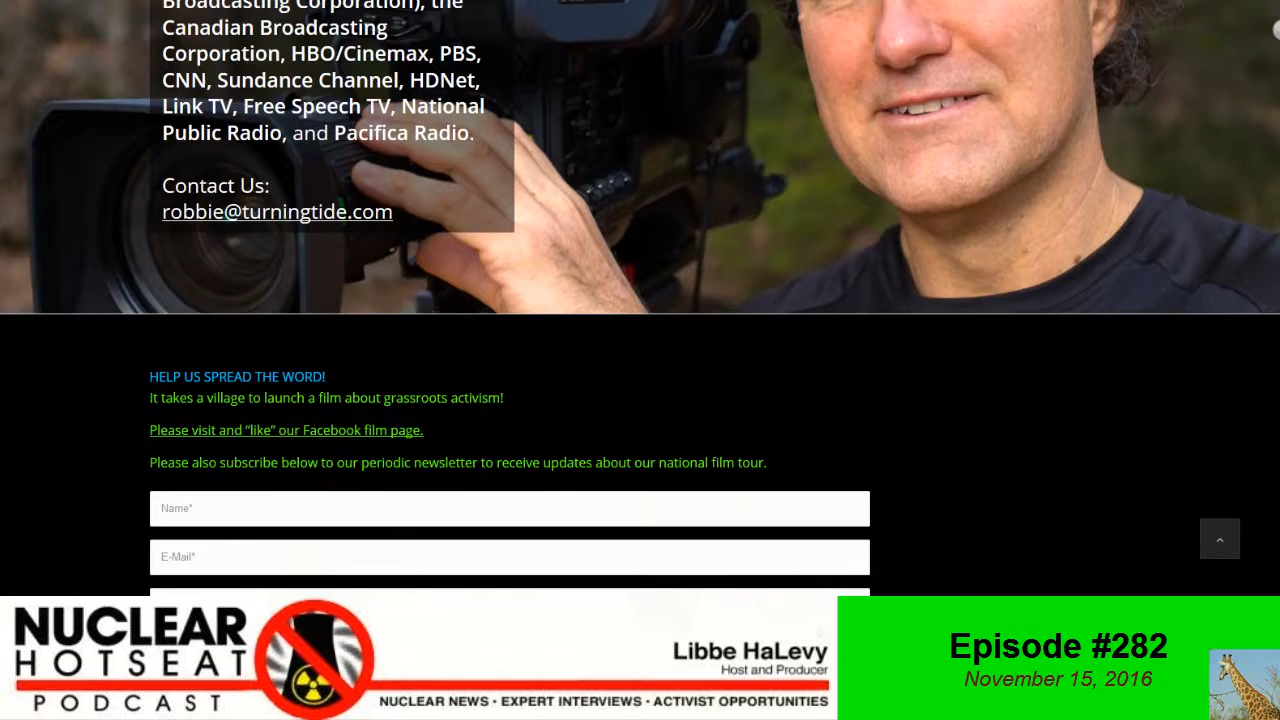 Broadcasting Corporation), the
Canadian Broadcasting
Corporation, HBO/Cinemax, PBS,
CNN, Sundance Channel, HDNet,
Link TV, Free Speech TV, National
Public Radio, and Pacifica Radio.
Contact Us:
robbie@turningtide.com
HELP US SPREAD THE WORD!
It takes a village to launch a film about grassroots activism!
Please visit and “like” our Facebook film page.
Please also subscribe below to our periodic newsletter to receive updates about our national film tour.
Name*
E-Mail*
NUCLEAR
HOTSEAT
PODCAST
Libbe HaLevy
Host and Producer
NUCLEAR NEWS • EXPERT INTERVIEWS • ACTIVIST OPPORTUNITIES
Episode #282
November 15, 2016